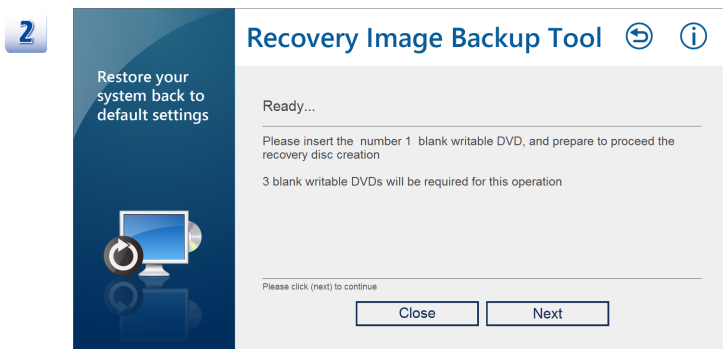 2
Recovery Image Backup Tool
Restore your
system back to
default settings
Ready...
Please insert the number 1 blank writable DVD, and prepare to proceed the
recovery disc creation
3 blank writable DVDs will be required for this operation
Please click (next) to continue
Close Next